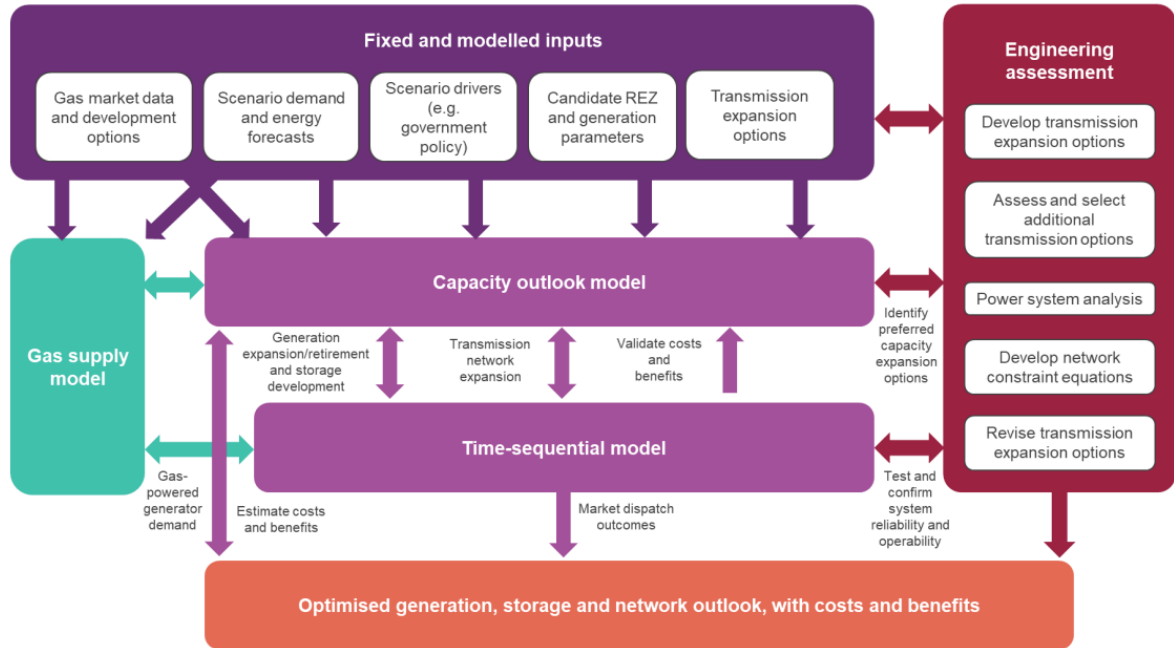 Fixed and modelled inputs
Gas market data
and development
options
Scenario demand
and energy
forecasts
Scenario drivers
(e.g.
government
policy)
Candidate REZ
and generation
parameters
Transmission
expansion
options
Engineering
assessment
Develop transmission
expansion options
Assess and select
additional
transmission options
Power system analysis
Develop network
constraint equations
Revise transmission
expansion options
Gas supply
model
Capacity outlook model
Generation
expansion/retirement
and storage
development
Transmission
network
expansion
Validate costs
and
benefits
Identify
preferred
capacity
expansion
options
Time-sequential model
Gas-
powered
generator
demand
Estimate costs
and benefits
Market dispatch
outcomes
Test and
confirm
system
reliability and
operability
Optimised generation, storage and network outlook, with costs and benefits